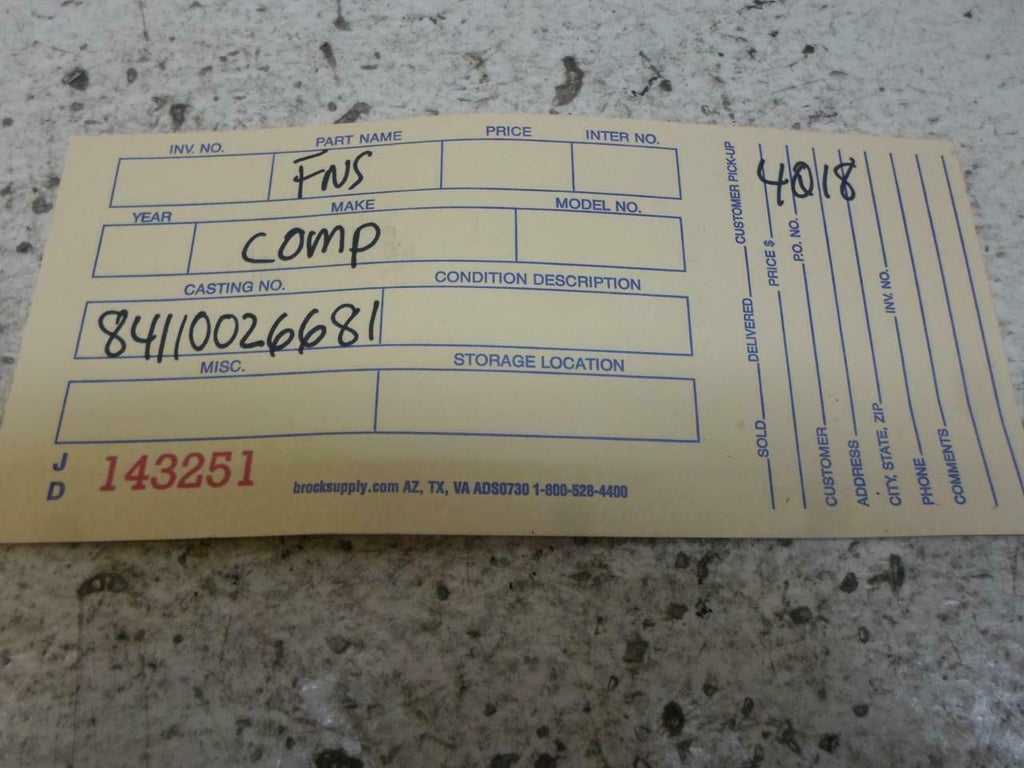 INV. NO. PART NAME PRICE INTER NO.
FNS
YEAR MAKE MODEL NO.
COMP
CASTING NO. CONDITION DESCRIPTION
84110026681
MISC. STORAGE LOCATION
J D 143251
brocksupply.com AZ, TX, VA ADS0730 1-800-528-4400
4018
SOLD DELIVERED CUSTOMER PICK-UP
PRICE $
P.O. NO.
CUSTOMER
ADDRESS
CITY, STATE, ZIP INV. NO.
PHONE
COMMENTS